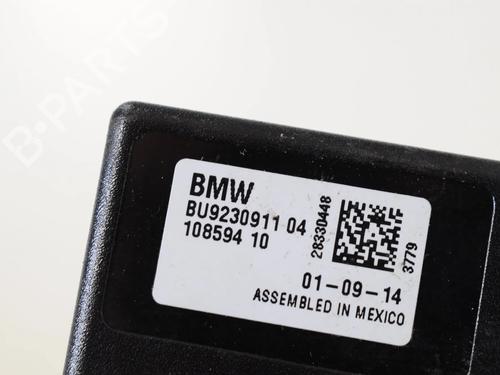 B-PARTS
BMW
BU9230911 04
108594 10
28330448
3779
01-09-14
ASSEMBLED IN MEXICO